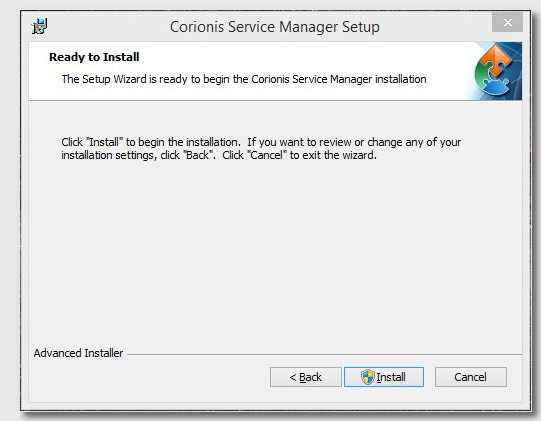 Corionis Service Manager Setup
Ready to Install
The Setup Wizard is ready to begin the Corionis Service Manager installation
Click "Install" to begin the installation. If you want to review or change any of your
installation settings, click "Back". Click "Cancel" to exit the wizard.
Advanced Installer
< Back
Install
Cancel